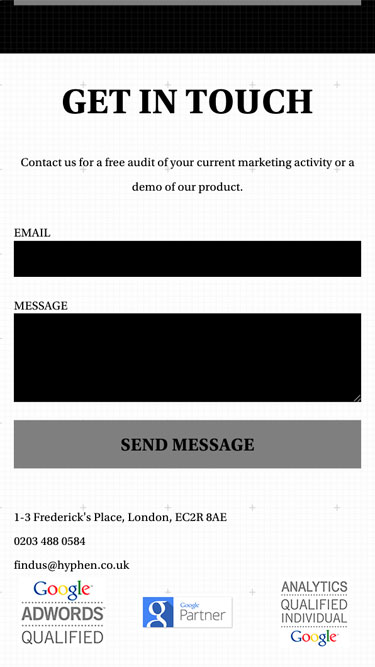 GET IN TOUCH
Contact us for a free audit of your current marketing activity or a
demo of our product.
EMAIL
MESSAGE
SEND MESSAGE
1-3 Frederick's Place, London, EC2R 8AE
0203 488 0584
findus@hyphen.co.uk
Google
ADWORDS
QUALIFIED
g Google
Partner
ANALYTICS
QUALIFIED
INDIVIDUAL
Google